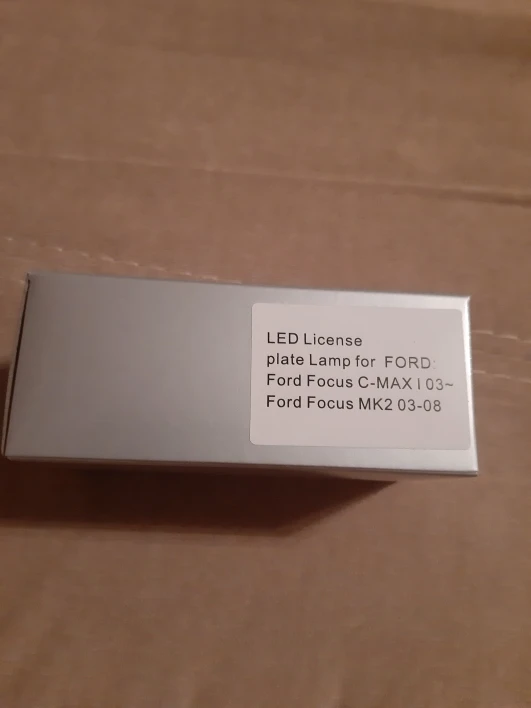 LED License
plate Lamp for FORD:
Ford Focus C-MAX I 03~
Ford Focus MK2 03-08